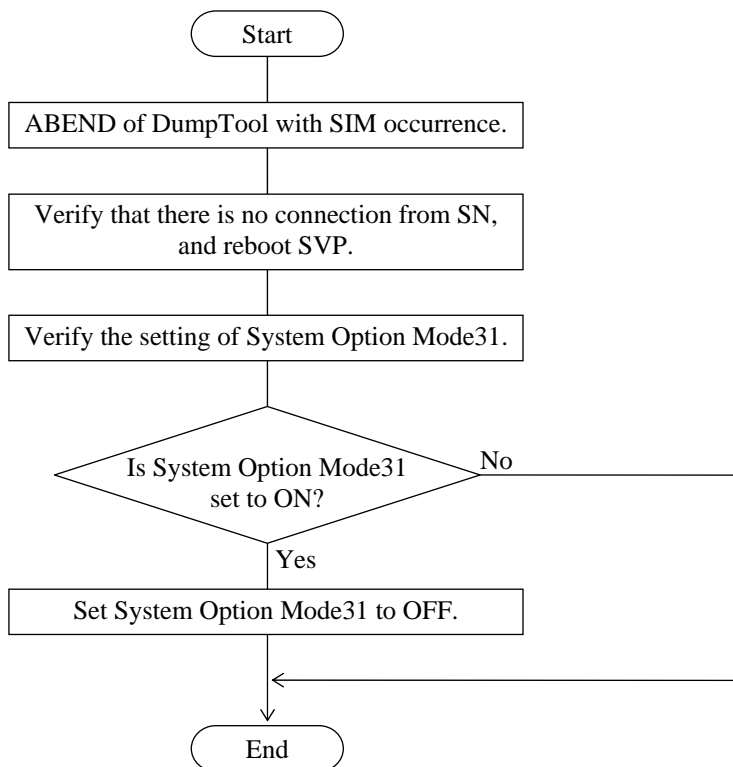 Start
ABEND of DumpTool with SIM occurrence.
Verify that there is no connection from SN,
and reboot SVP.
Verify the setting of System Option Mode31.
Is System Option Mode31
set to ON?
No
Yes
Set System Option Mode31 to OFF.
End